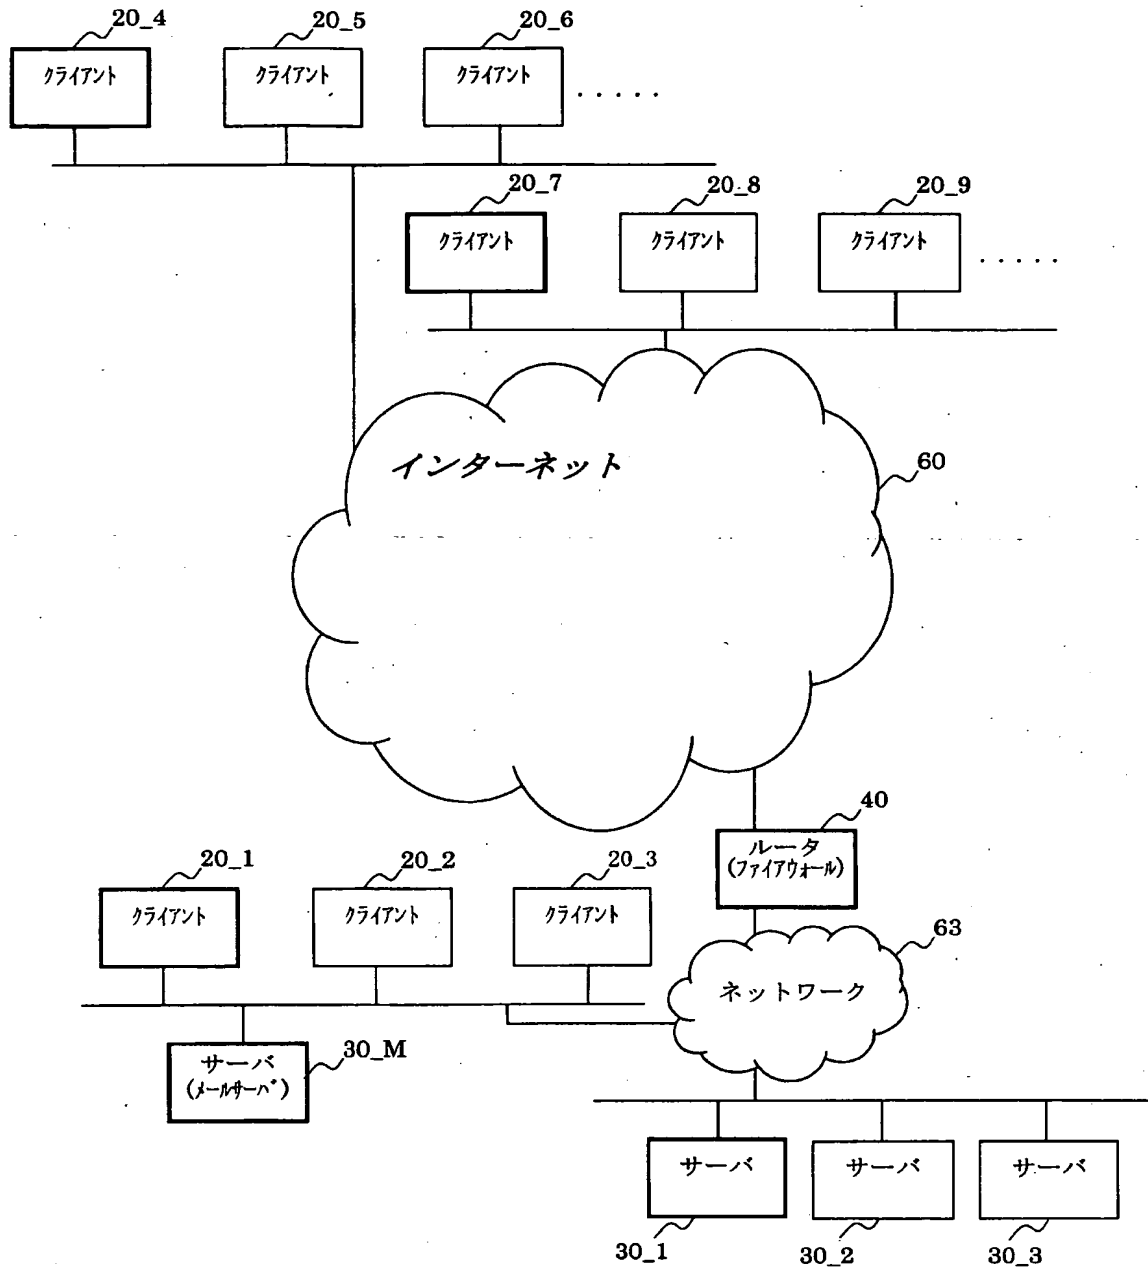 20_4 20_5 20_6
クライアント クライアント クライアント ・・・・・
20_7 20_8 20_9
クライアント クライアント クライアント ・・・・・
インターネット
60
40
ルータ
(ファイアウォール)
20_1 20_2 20_3
クライアント クライアント クライアント
63
ネットワーク
サーバ 30_M
(メールサーバ)
サーバ サーバ サーバ
30_1 30_2 30_3